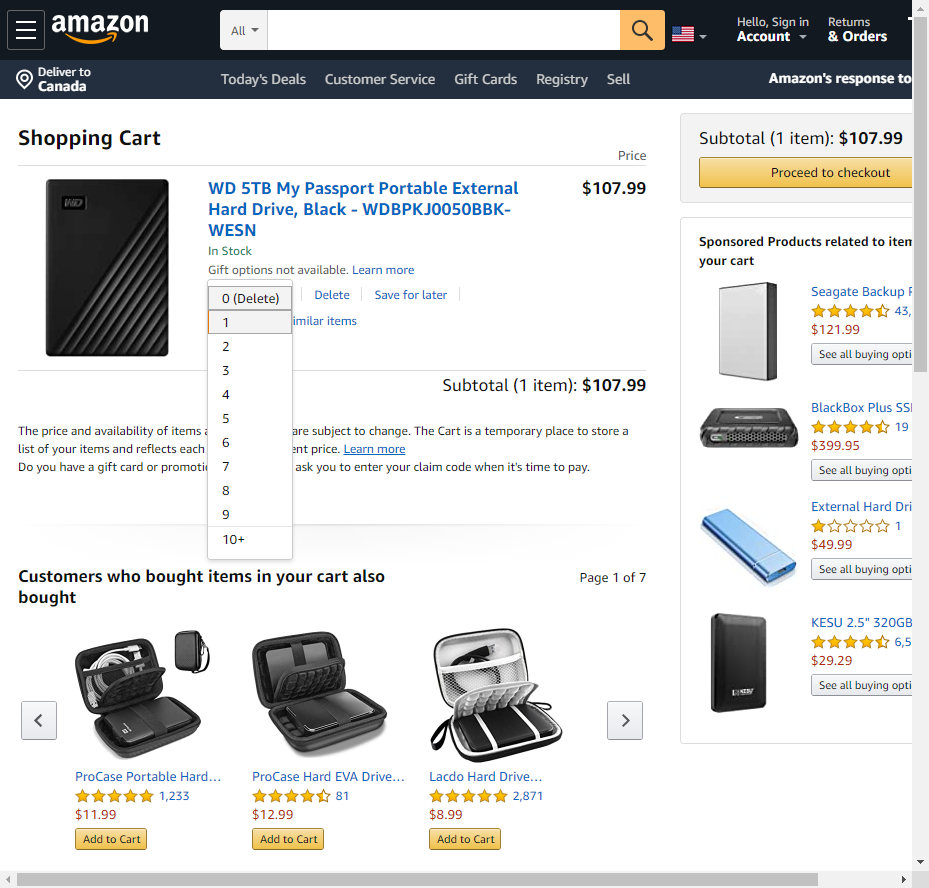 amazon
All
Hello, Sign in
Account
Returns
& Orders
Deliver to
Canada
Today's Deals
Customer Service
Gift Cards
Registry
Sell
Amazon's response to
Shopping Cart
Price
WD
WD 5TB My Passport Portable External
Hard Drive, Black - WDBPKJ0050BBK-
WESN
$107.99
In Stock
Gift options not available. Learn more
0 (Delete)
1
2
3
4
5
6
7
8
9
10+
Delete
Save for later
imilar items
Subtotal (1 item): $107.99
The price and availability of items are subject to change. The Cart is a temporary place to store a
list of your items and reflects each price. Learn more
Do you have a gift card or ask you to enter your claim code when it's time to pay.
Customers who bought items in your cart also
bought
Page 1 of 7
ProCase Portable Hard...
1,233
$11.99
Add to Cart
ProCase Hard EVA Drive...
81
$12.99
Add to Cart
Lacdo Hard Drive...
2,871
$8.99
Add to Cart
Subtotal (1 item): $107.99
Proceed to checkout
Sponsored Products related to item
your cart
Seagate Backup
43,
$121.99
See all buying opti
BlackBox Plus SSI
19
$399.95
See all buying opti
External Hard Dri
1
$49.99
See all buying opti
KESU 2.5" 320GB
6,5
$29.29
See all buying opti
KESU